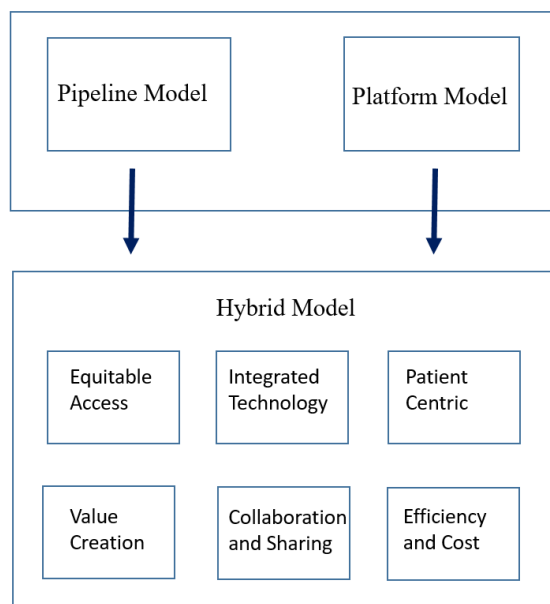 Pipeline Model
Platform Model
Hybrid Model
Equitable
Access
Integrated
Technology
Patient
Centric
Value
Creation
Collaboration
and Sharing
Efficiency
and Cost